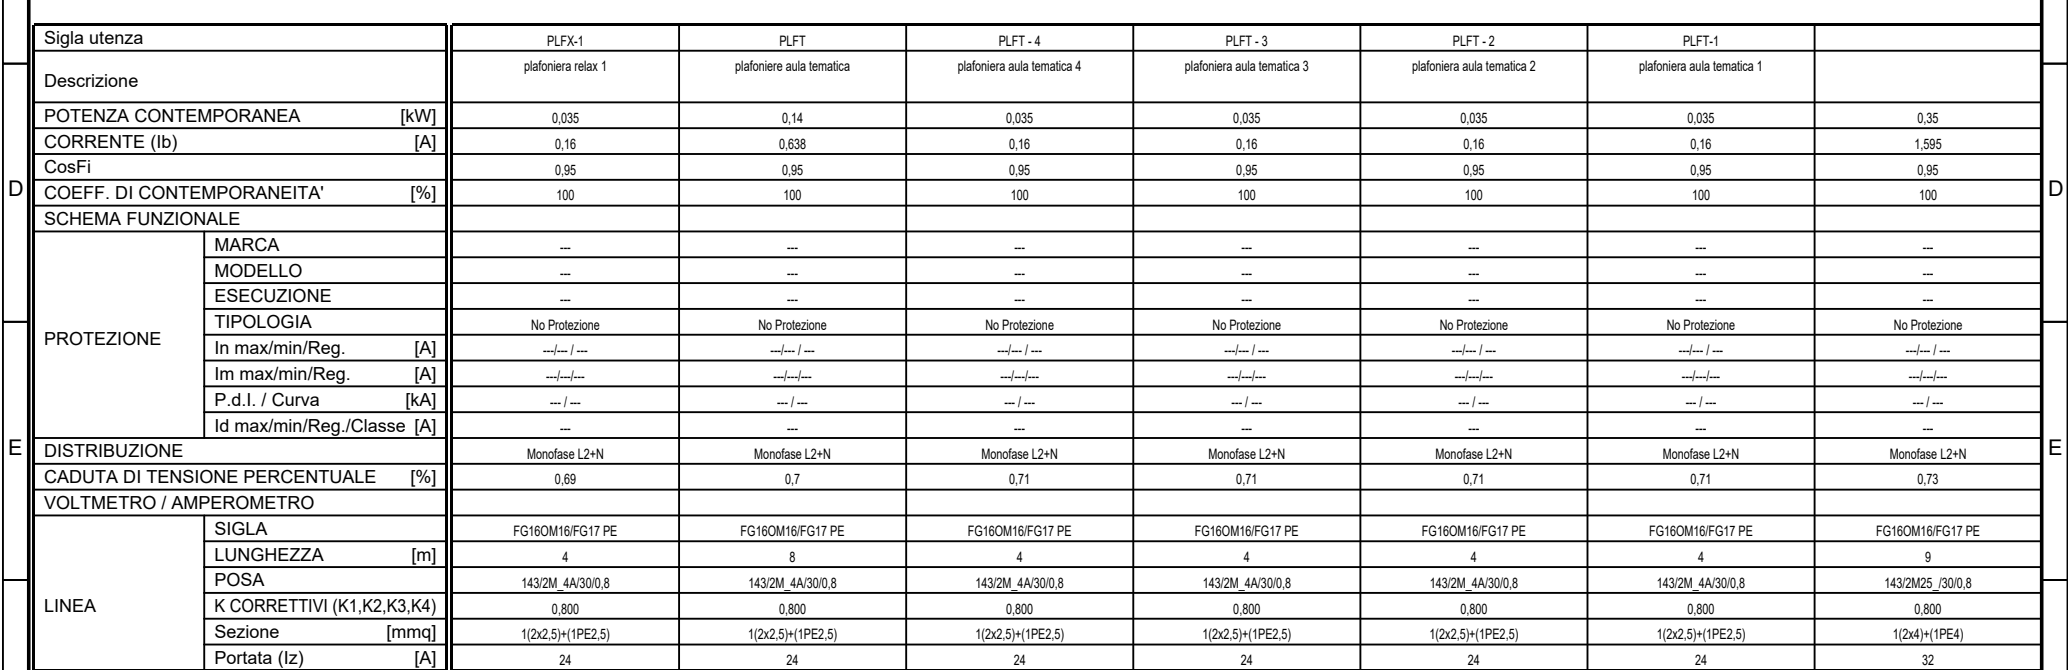 Sigla utenza PLFX-1 PLFT PLFT - 4 PLFT - 3 PLFT - 2 PLFT-1
Descrizione plafoniera relax 1 plafoniere aula tematica plafoniera aula tematica 4 plafoniera aula tematica 3 plafoniera aula tematica 2 plafoniera aula tematica 1
POTENZA CONTEMPORANEA [kW] 0,035 0,14 0,035 0,035 0,035 0,035 0,35
CORRENTE (Ib) [A] 0,16 0,638 0,16 0,16 0,16 0,16 1,595
CosFi 0,95 0,95 0,95 0,95 0,95 0,95 0,95
D COEFF. DI CONTEMPORANEITA' [%] 100 100 100 100 100 100 100 D
SCHEMA FUNZIONALE
PROTEZIONE
MARCA --- --- --- --- --- --- ---
MODELLO --- --- --- --- --- --- ---
ESECUZIONE --- --- --- --- --- --- ---
TIPOLOGIA No Protezione No Protezione No Protezione No Protezione No Protezione No Protezione No Protezione
In max/min/Reg. [A] ---/--- / --- ---/--- / --- ---/--- / --- ---/--- / --- ---/--- / --- ---/--- / --- ---/--- / ---
Im max/min/Reg. [A] ---/---/--- ---/---/--- ---/---/--- ---/---/--- ---/---/--- ---/---/--- ---/---/---
P.d.I. / Curva [kA] --- / --- --- / --- --- / --- --- / --- --- / --- --- / --- --- / ---
Id max/min/Reg./Classe [A] --- --- --- --- --- --- ---
E DISTRIBUZIONE Monofase L2+N Monofase L2+N Monofase L2+N Monofase L2+N Monofase L2+N Monofase L2+N Monofase L2+N E
CADUTA DI TENSIONE PERCENTUALE [%] 0,69 0,7 0,71 0,71 0,71 0,71 0,73
VOLTMETRO / AMPEROMETRO
LINEA
SIGLA FG16OM16/FG17 PE FG16OM16/FG17 PE FG16OM16/FG17 PE FG16OM16/FG17 PE FG16OM16/FG17 PE FG16OM16/FG17 PE FG16OM16/FG17 PE
LUNGHEZZA [m] 4 8 4 4 4 4 9
POSA 143/2M_4A/30/0,8 143/2M_4A/30/0,8 143/2M_4A/30/0,8 143/2M_4A/30/0,8 143/2M_4A/30/0,8 143/2M_4A/30/0,8 143/2M25_/30/0,8
K CORRETTIVI (K1,K2,K3,K4) 0,800 0,800 0,800 0,800 0,800 0,800 0,800
Sezione [mmq] 1(2x2,5)+(1PE2,5) 1(2x2,5)+(1PE2,5) 1(2x2,5)+(1PE2,5) 1(2x2,5)+(1PE2,5) 1(2x2,5)+(1PE2,5) 1(2x2,5)+(1PE2,5) 1(2x4)+(1PE4)
Portata (Iz) [A] 24 24 24 24 24 24 32